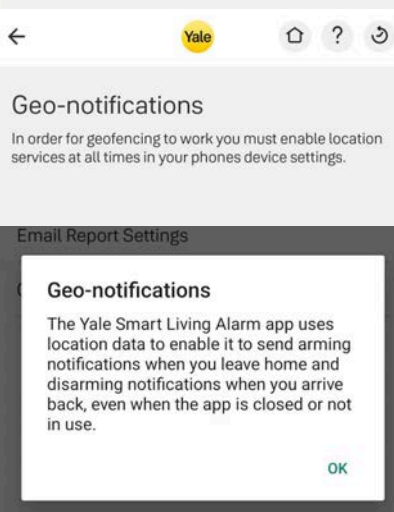 Yale
?
Geo-notifications
In order for geofencing to work you must enable location
services at all times in your phones device settings.
Email Report Settings
Geo-notifications
The Yale Smart Living Alarm app uses
location data to enable it to send arming
notifications when you leave home and
disarming notifications when you arrive
back, even when the app is closed or not
in use.
OK